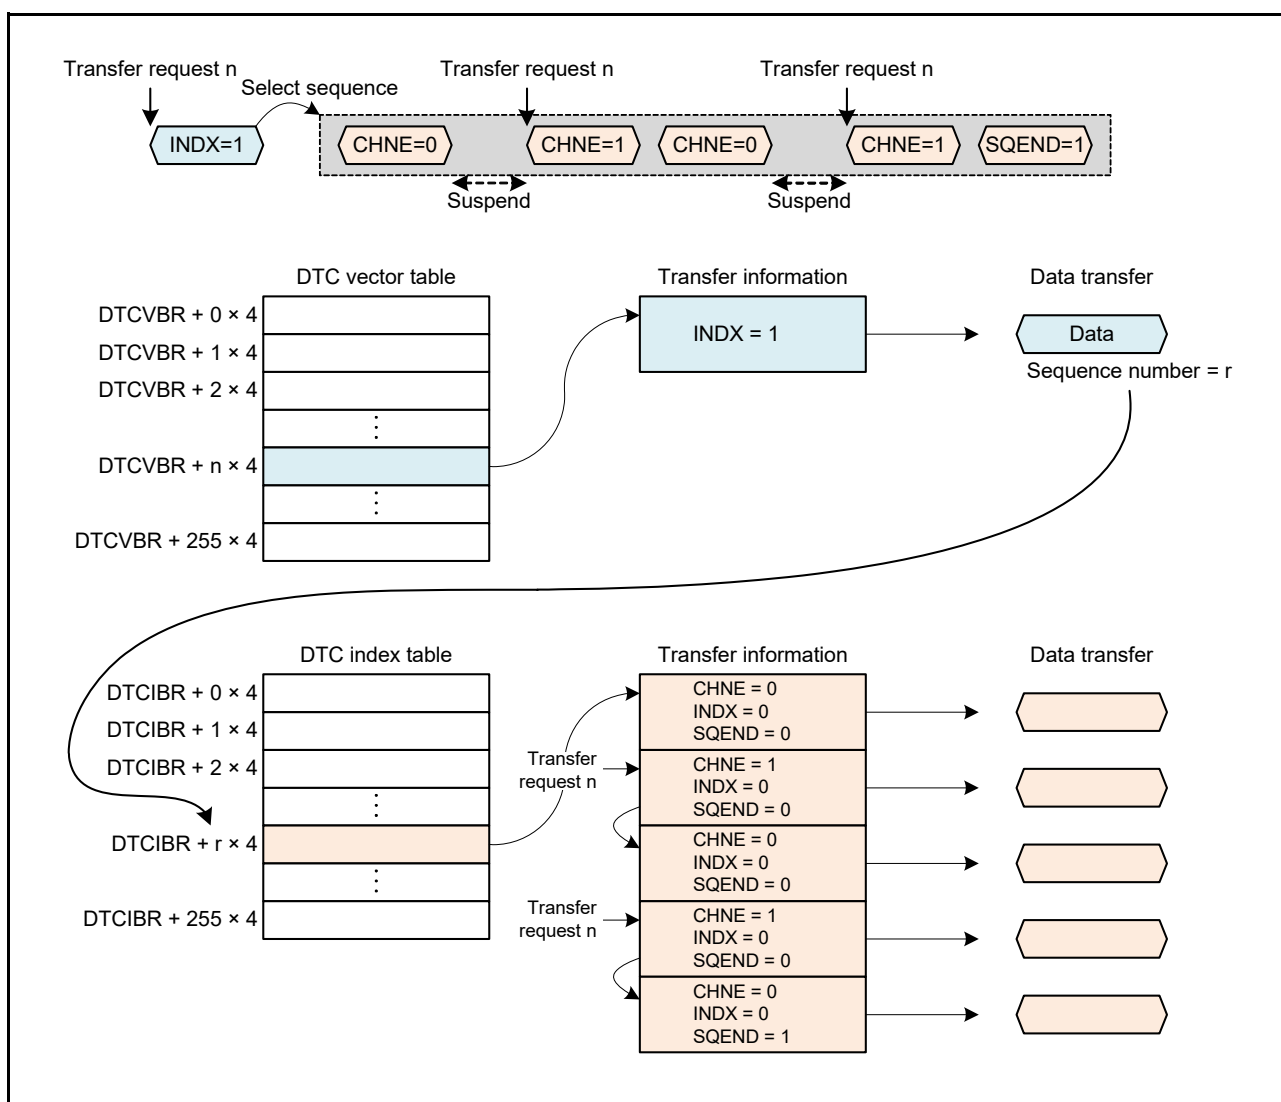 Transfer request n
Transfer request n
Transfer request n
Select sequence
INDX=1
CHNE=0
CHNE=1
CHNE=0
CHNE=1
SQEND=1
Suspend
Suspend
DTC vector table
Transfer information
Data transfer
DTCVBR + 0 × 4
DTCVBR + 1 × 4
DTCVBR + 2 × 4
⋮
DTCVBR + n × 4
⋮
DTCVBR + 255 × 4
INDX = 1
Data
Sequence number = r
DTC index table
Transfer information
Data transfer
DTCIBR + 0 × 4
DTCIBR + 1 × 4
DTCIBR + 2 × 4
⋮
DTCIBR + r × 4
⋮
DTCIBR + 255 × 4
CHNE = 0
INDX = 0
SQEND = 0
Transfer
request n
CHNE = 1
INDX = 0
SQEND = 0
CHNE = 0
INDX = 0
SQEND = 0
Transfer
request n
CHNE = 1
INDX = 0
SQEND = 0
CHNE = 0
INDX = 0
SQEND = 1